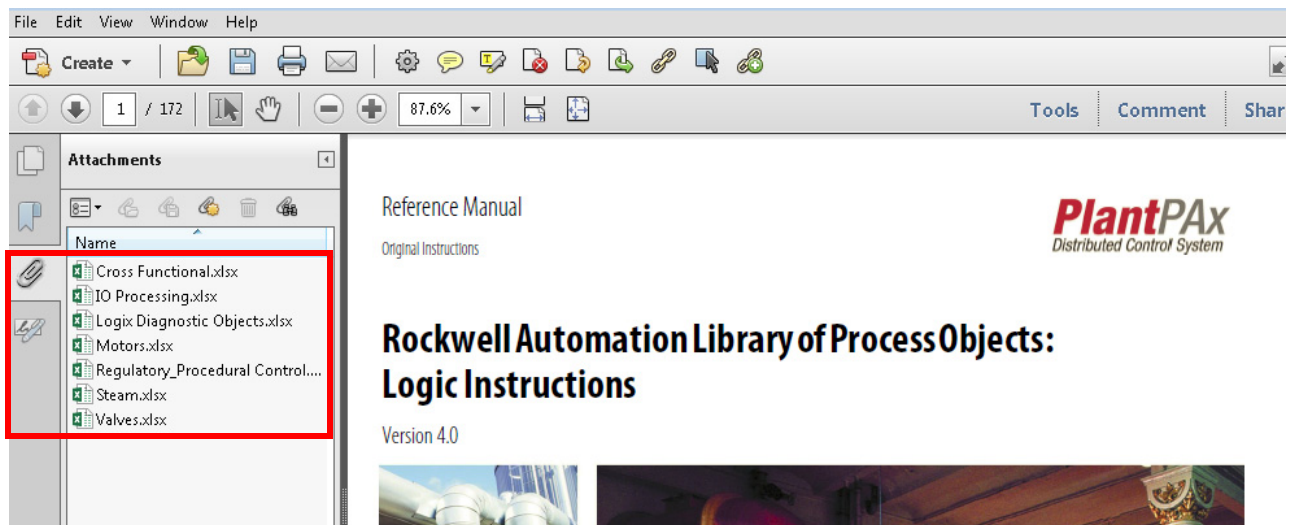 File Edit View Window Help
Create
1 / 172 87.6% Tools Comment Shar
Attachments
Name
Cross Functional.xlsx
IO Processing.xlsx
Logix Diagnostic Objects.xlsx
Motors.xlsx
Regulatory_Procedural Control....
Steam.xlsx
Valves.xlsx
Reference Manual
Original Instructions
PlantPAx
Distributed Control System
Rockwell Automation Library of Process Objects:
Logic Instructions
Version 4.0